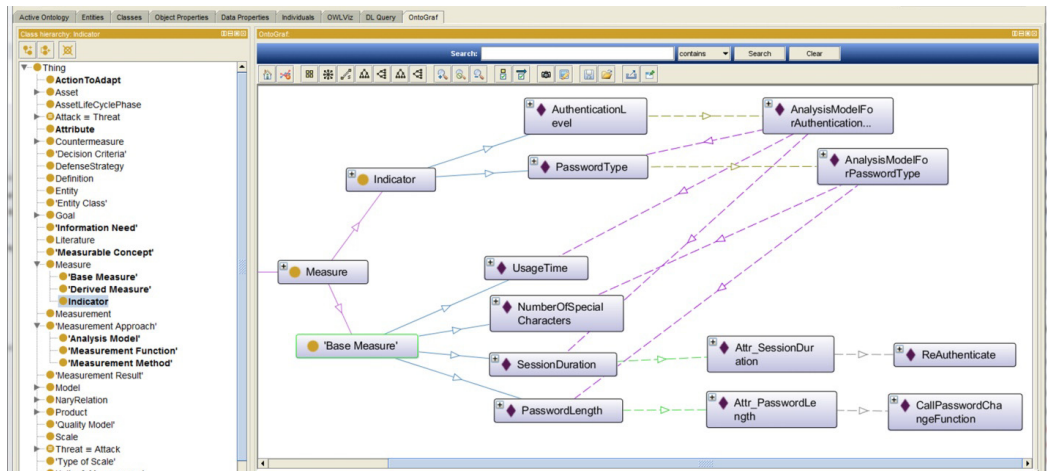 Active Ontology Entities Classes Object Properties Data Properties Individuals OWLViz DL Query OntoGraf
Class hierarchy: Indicator
OntoGraf:
Search: contains Search Clear
Thing
ActionToAdapt
Asset
AssetLifeCyclePhase
Attack ≡ Threat
Attribute
Countermeasure
'Decision Criteria'
DefenseStrategy
Definition
Entity
'Entity Class'
Goal
'Information Need'
Literature
'Measurable Concept'
Measure
'Base Measure'
'Derived Measure'
Indicator
Measurement
'Measurement Approach'
'Analysis Model'
'Measurement Function'
'Measurement Method'
'Measurement Result'
Model
NaryRelation
Product
'Quality Model'
Scale
Threat ≡ Attack
'Type of Scale'
AuthenticationL
evel
AnalysisModelFo
rAuthentication...
PasswordType
AnalysisModelFo
rPasswordType
Indicator
Measure
UsageTime
NumberOfSpecial
Characters
'Base Measure'
SessionDuration
Attr_SessionDur
ation
ReAuthenticate
PasswordLength
Attr_PasswordLe
ngth
CallPasswordCha
ngeFunction